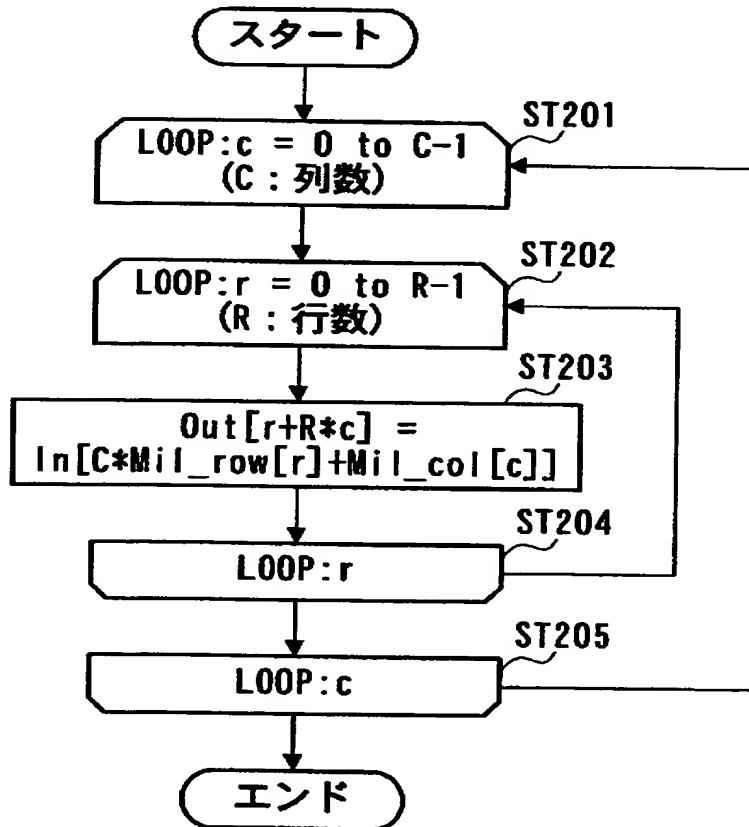 スタート
ST201
LOOP:c = 0 to C-1
(C:列数)
ST202
LOOP:r = 0 to R-1
(R:行数)
ST203
Out[r+R*c] =
In[C*Mil_row[r]+Mil_col[c]]
ST204
LOOP:r
ST205
LOOP:c
エンド